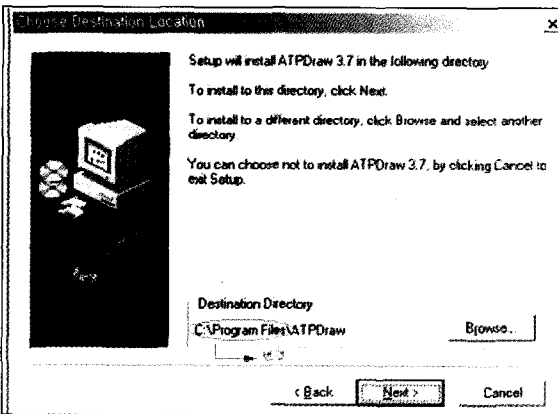 Choose Destination Location
Setup will install ATPDraw 3.7 in the following directory
To install to this directory, click Next.
To install to a different directory, click Browse and select another
directory
You can choose not to install ATPDraw 3.7, by clicking Cancel to
exit Setup.
Destination Directory
C:\Program Files\ATPDraw
Browse...
< Back
Next >
Cancel